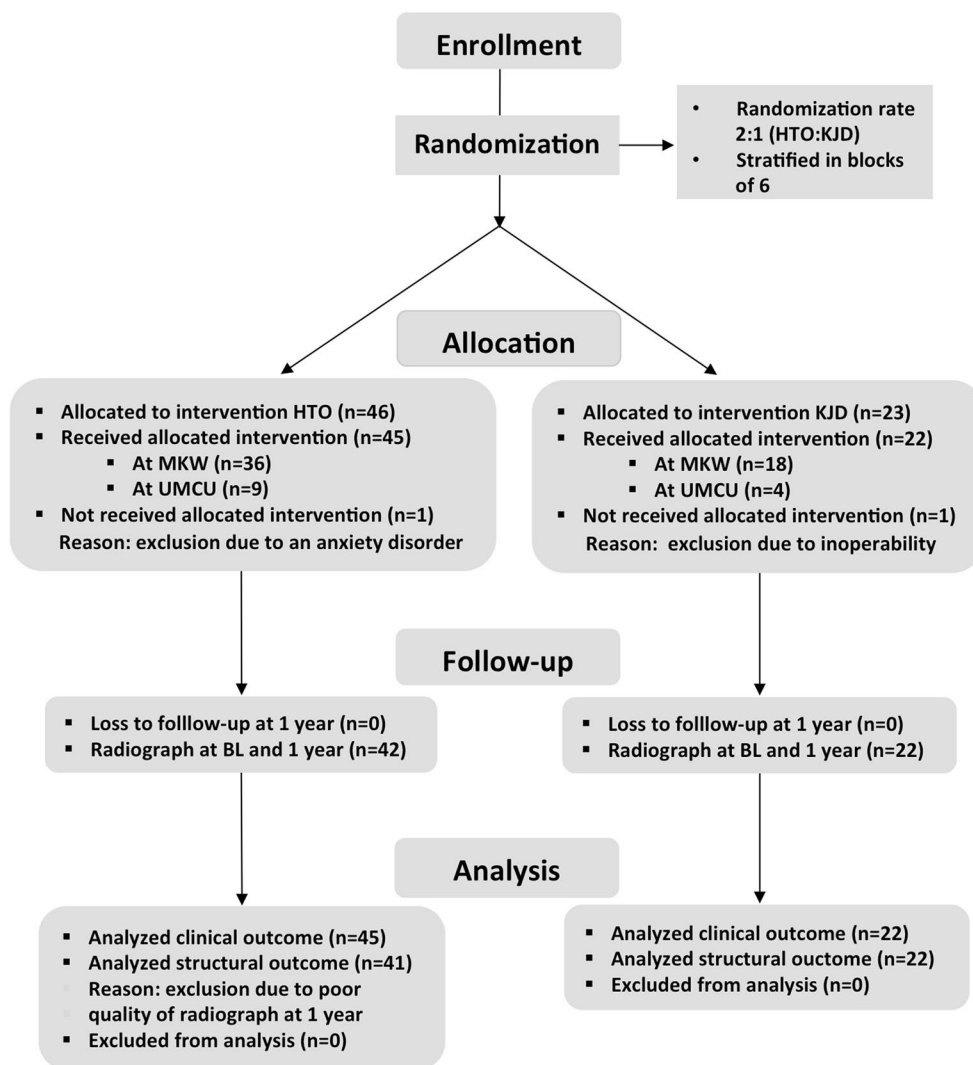 Enrollment
Randomization
• Randomization rate
2:1 (HTO:KJD)
• Stratified in blocks
of 6
Allocation
▪ Allocated to intervention HTO (n=46)
▪ Received allocated intervention (n=45)
▪ At MKW (n=36)
▪ At UMCU (n=9)
▪ Not received allocated intervention (n=1)
Reason: exclusion due to an anxiety disorder
▪ Allocated to intervention KJD (n=23)
▪ Received allocated intervention (n=22)
▪ At MKW (n=18)
▪ At UMCU (n=4)
▪ Not received allocated intervention (n=1)
Reason: exclusion due to inoperability
Follow-up
▪ Loss to folllow-up at 1 year (n=0)
▪ Radiograph at BL and 1 year (n=42)
▪ Loss to folllow-up at 1 year (n=0)
▪ Radiograph at BL and 1 year (n=22)
Analysis
▪ Analyzed clinical outcome (n=45)
▪ Analyzed structural outcome (n=41)
▪ Reason: exclusion due to poor
▪ quality of radiograph at 1 year
▪ Excluded from analysis (n=0)
▪ Analyzed clinical outcome (n=22)
▪ Analyzed structural ouctome (n=22)
▪ Excluded from analysis (n=0)